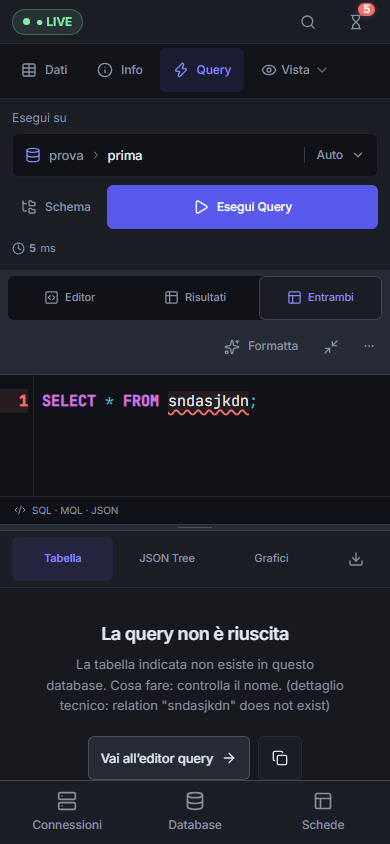 LIVE
5
Dati
Info
Query
Vista
Esegui su
prova › prima
Auto
Schema
Esegui Query
5 ms
Editor
Risultati
Entrambi
Formatta
...
1 SELECT * FROM sndasjkdn;
SQL · MQL · JSON
Tabella
JSON Tree
Grafici
La query non è riuscita
La tabella indicata non esiste in questo
database. Cosa fare: controlla il nome. (dettaglio
tecnico: relation "sndasjkdn" does not exist)
Vai all'editor query
Connessioni
Database
Schede